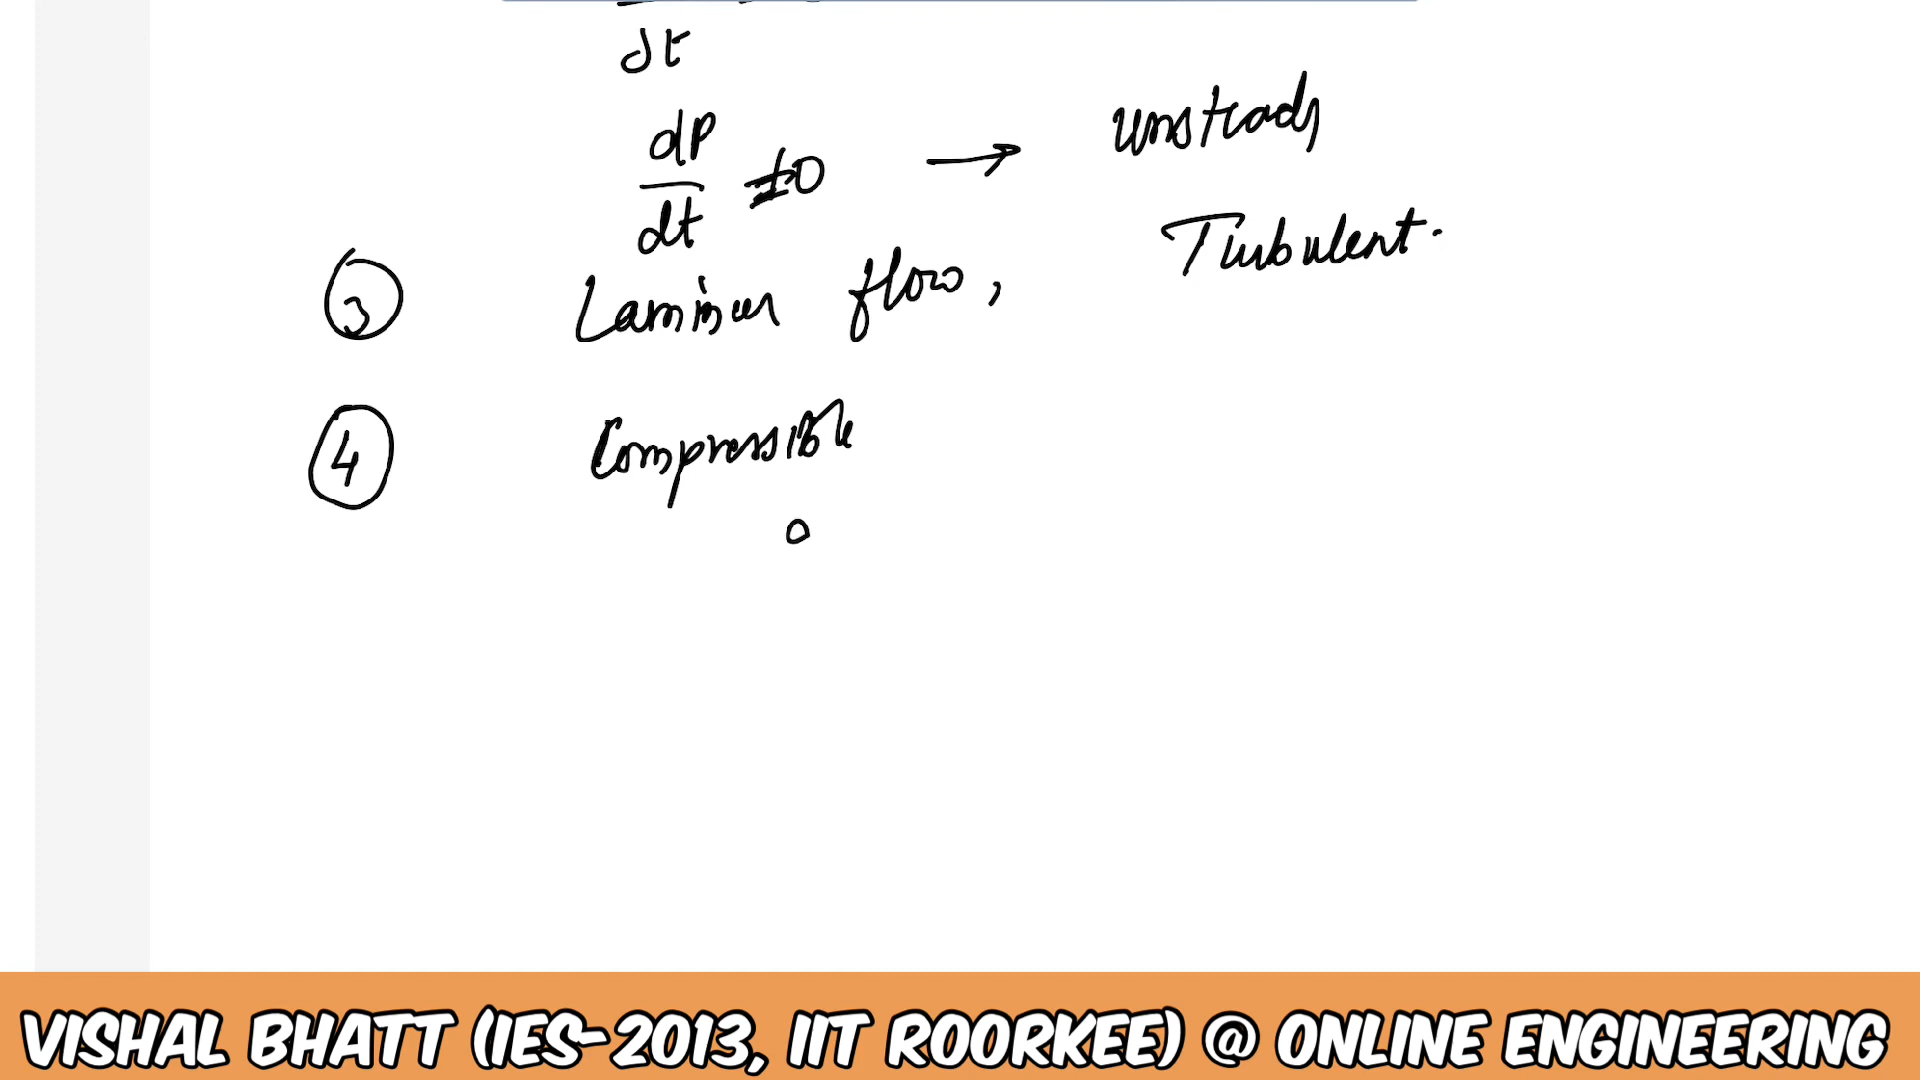 dt
dP/dt ≠0 → unsteady
③ Laminar flow, Turbulent.
④ Compressible
o
VISHAL BHATT (IES-2013, IIT ROORKEE) @ ONLINE ENGINEERING